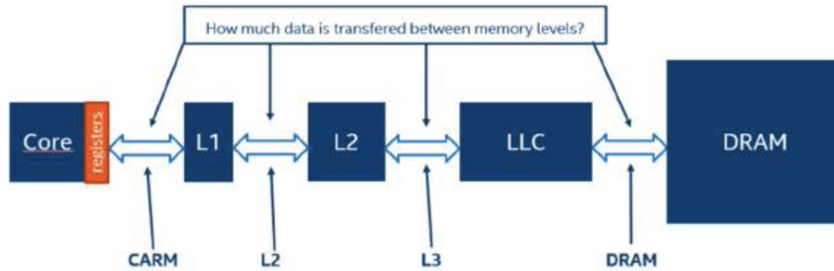 How much data is transfered between memory levels?
Core
registers
L1
L2
LLC
DRAM
CARM
L2
L3
DRAM